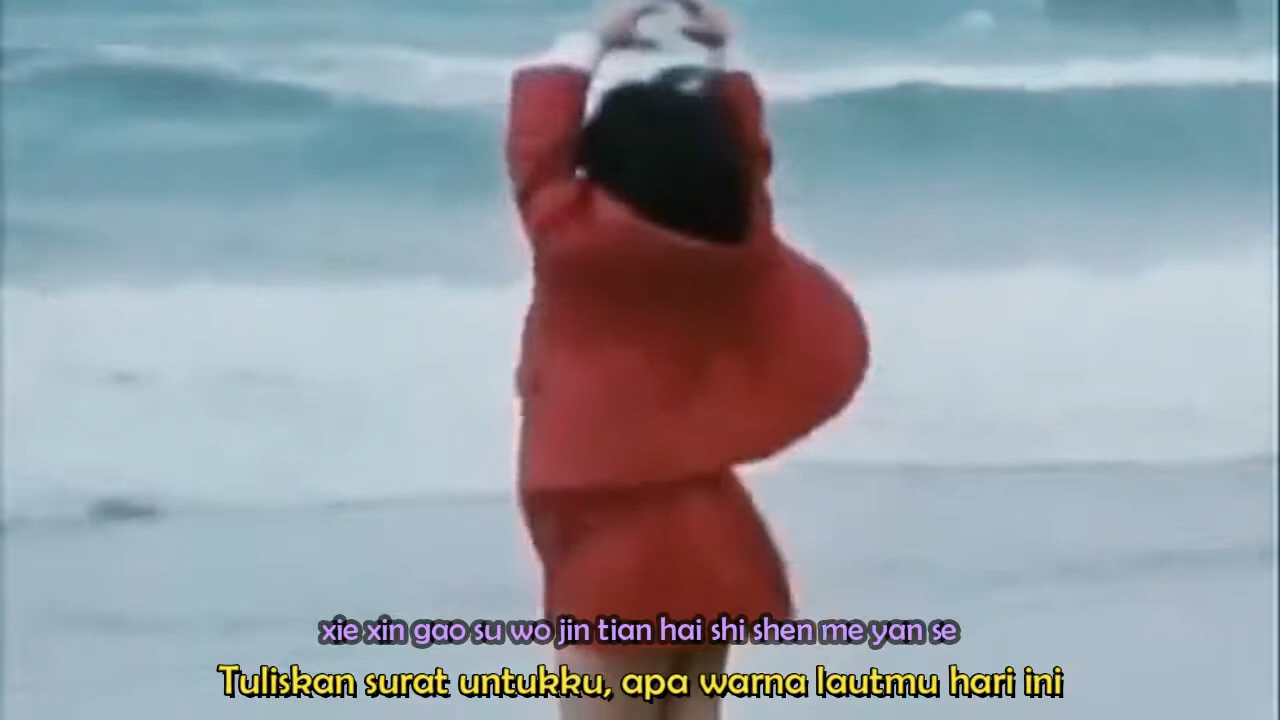 xie xin gao su wo jin tian hai shi shen me yan se
Tuliskan surat untukku, apa warna lautmu hari ini